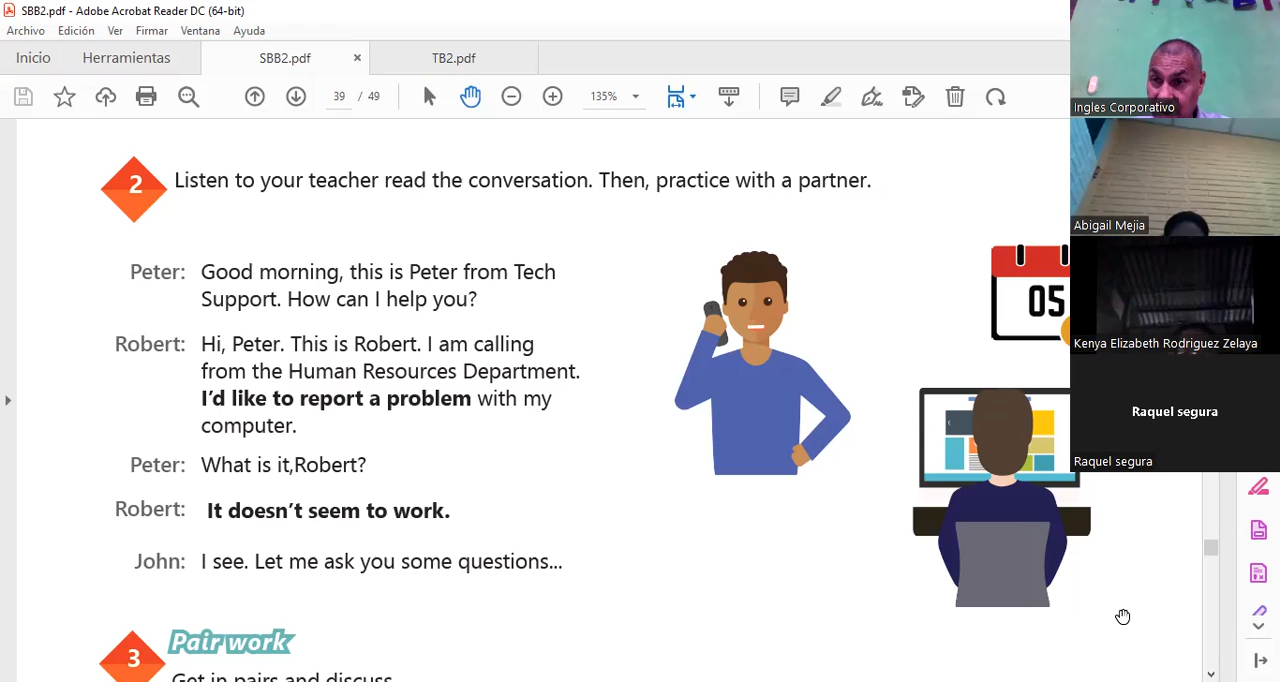 SBB2.pdf - Adobe Acrobat Reader DC (64-bit)
Archivo Edición Ver Firmar Ventana Ayuda
Inicio Herramientas SBB2.pdf × TB2.pdf
39 / 49 135%
2 Listen to your teacher read the conversation. Then, practice with a partner.
Peter: Good morning, this is Peter from Tech
Support. How can I help you?
Robert: Hi, Peter. This is Robert. I am calling
from the Human Resources Department.
I'd like to report a problem with my
computer.
Peter: What is it,Robert?
Robert: It doesn't seem to work.
John: I see. Let me ask you some questions...
3 Pair work
Get in pairs and discuss
05
Ingles Corporativo
Abigail Mejia
Kenya Elizabeth Rodriguez Zelaya
Raquel segura
Raquel segura